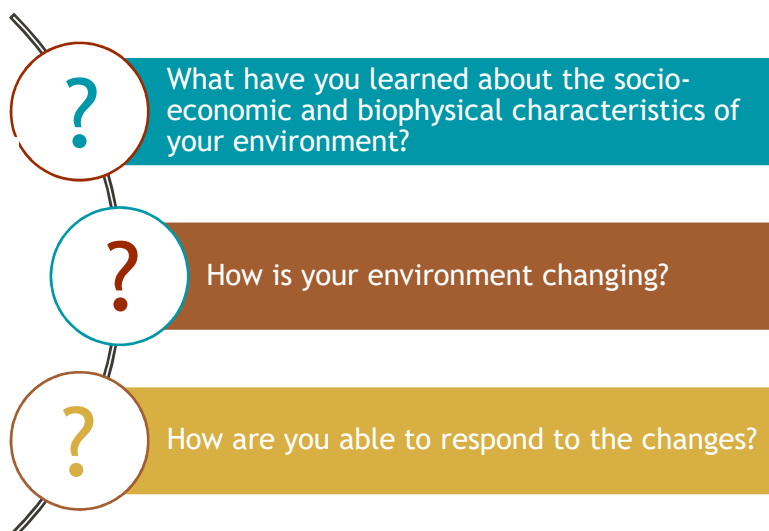 ?
What have you learned about the socio-
economic and biophysical characteristics of
your environment?
?
How is your environment changing?
?
How are you able to respond to the changes?